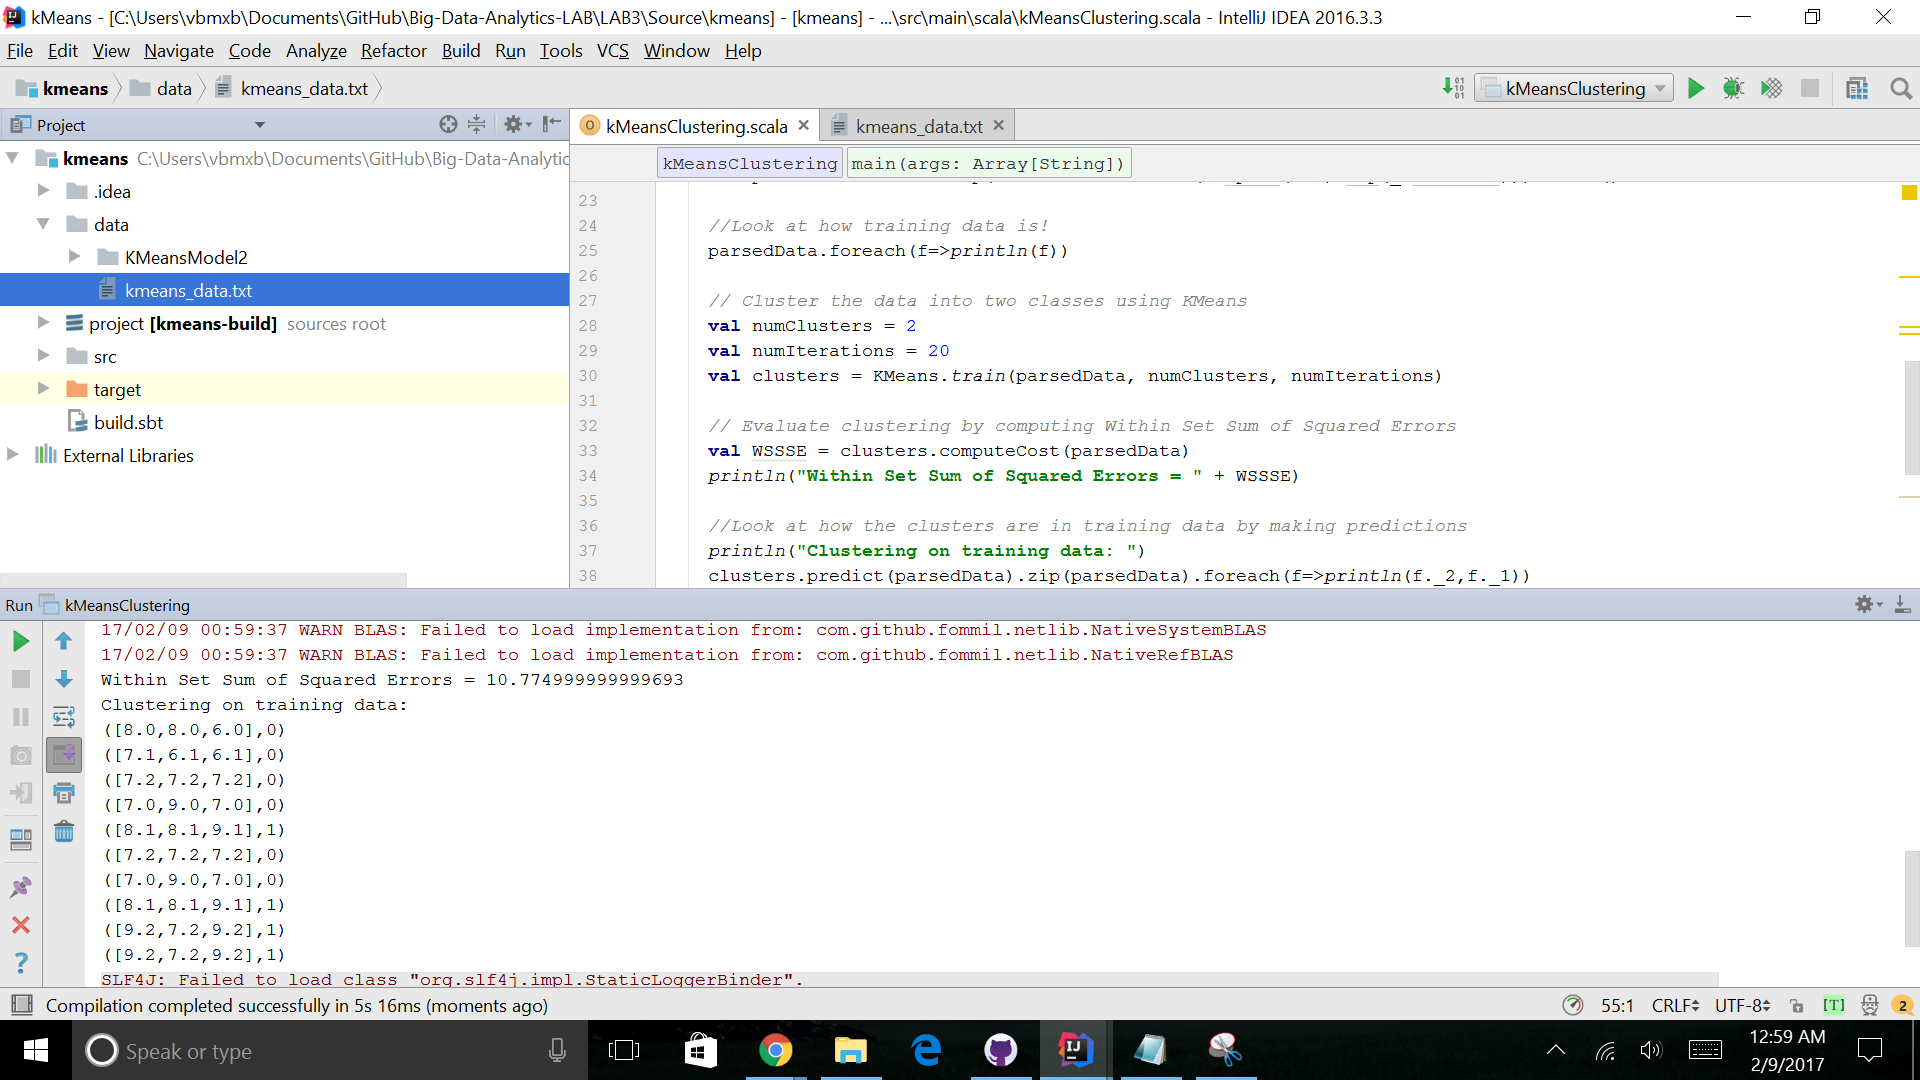 kMeans - [C:\Users\vbmxb\Documents\GitHub\Big-Data-Analytics-LAB\LAB3\Source\kmeans] - [kmeans] - ...\src\main\scala\kMeansClustering.scala - IntelliJ IDEA 2016.3.3
File Edit View Navigate Code Analyze Refactor Build Run Tools VCS Window Help
kmeans data kmeans_data.txt kMeansClustering
Project
kMeansClustering.scala kmeans_data.txt
kMeansClustering main(args: Array[String])
kmeans C:\Users\vbmxb\Documents\GitHub\Big-Data-Analytic
.idea
data
KMeansModel2
kmeans_data.txt
project [kmeans-build] sources root
src
target
build.sbt
External Libraries
23
24 //Look at how training data is!
25 parsedData.foreach(f=>println(f))
26
27 // Cluster the data into two classes using KMeans
28 val numClusters = 2
29 val numIterations = 20
30 val clusters = KMeans.train(parsedData, numClusters, numIterations)
31
32 // Evaluate clustering by computing Within Set Sum of Squared Errors
33 val WSSSE = clusters.computeCost(parsedData)
34 println("Within Set Sum of Squared Errors = " + WSSSE)
35
36 //Look at how the clusters are in training data by making predictions
37 println("Clustering on training data: ")
38 clusters.predict(parsedData).zip(parsedData).foreach(f=>println(f._2,f._1))
Run kMeansClustering
17/02/09 00:59:37 WARN BLAS: Failed to load implementation from: com.github.fommil.netlib.NativeSystemBLAS
17/02/09 00:59:37 WARN BLAS: Failed to load implementation from: com.github.fommil.netlib.NativeRefBLAS
Within Set Sum of Squared Errors = 10.774999999999693
Clustering on training data:
([8.0,8.0,6.0],0)
([7.1,6.1,6.1],0)
([7.2,7.2,7.2],0)
([7.0,9.0,7.0],0)
([8.1,8.1,9.1],1)
([7.2,7.2,7.2],0)
([7.0,9.0,7.0],0)
([8.1,8.1,9.1],1)
([9.2,7.2,9.2],1)
([9.2,7.2,9.2],1)
SLF4J: Failed to load class "org.slf4j.impl.StaticLoggerBinder".
Compilation completed successfully in 5s 16ms (moments ago) 55:1 CRLF UTF-8 [T] 2
Speak or type
12:59 AM
2/9/2017